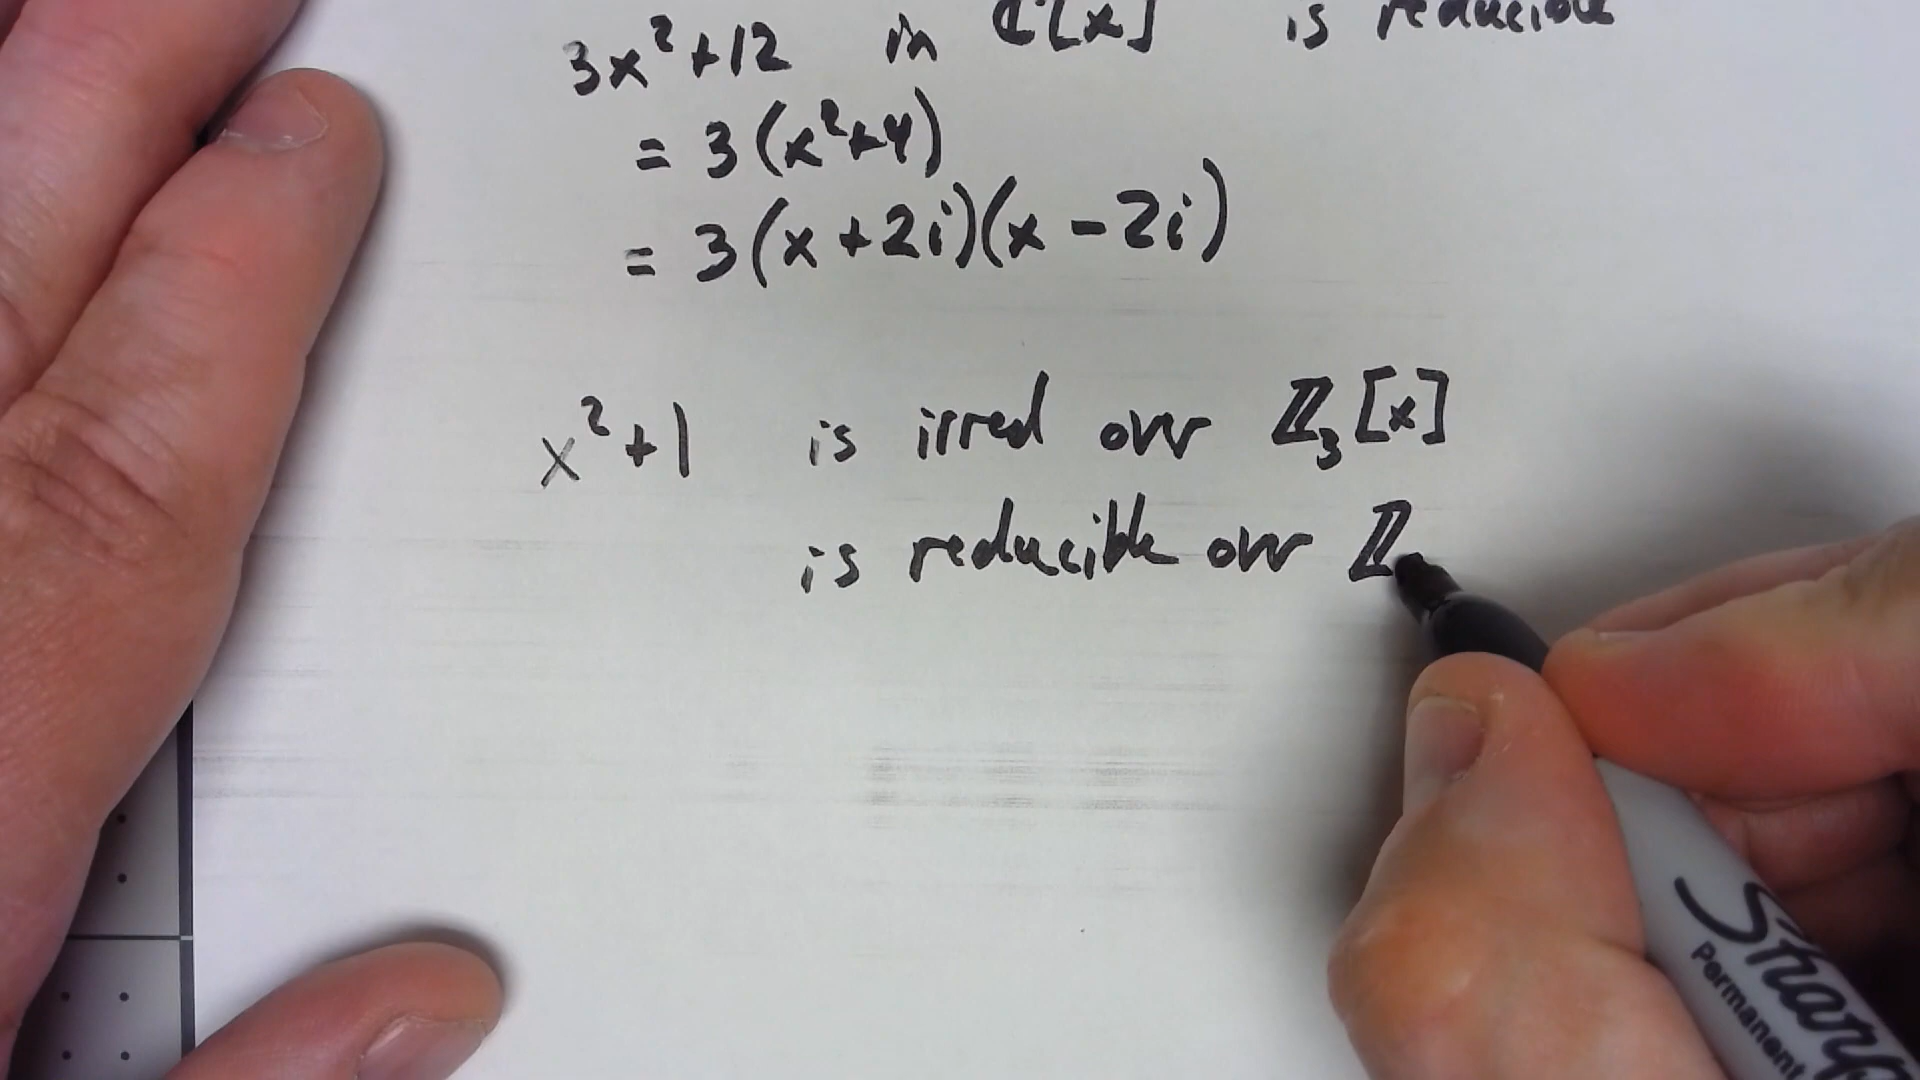 3x²+12 in ℂ[x] is reducible
= 3(x²+4)
= 3(x+2i)(x-2i)
x²+1 is irred over ℤ₃[x]
is reducible over ℤ
Sharp
Permanent